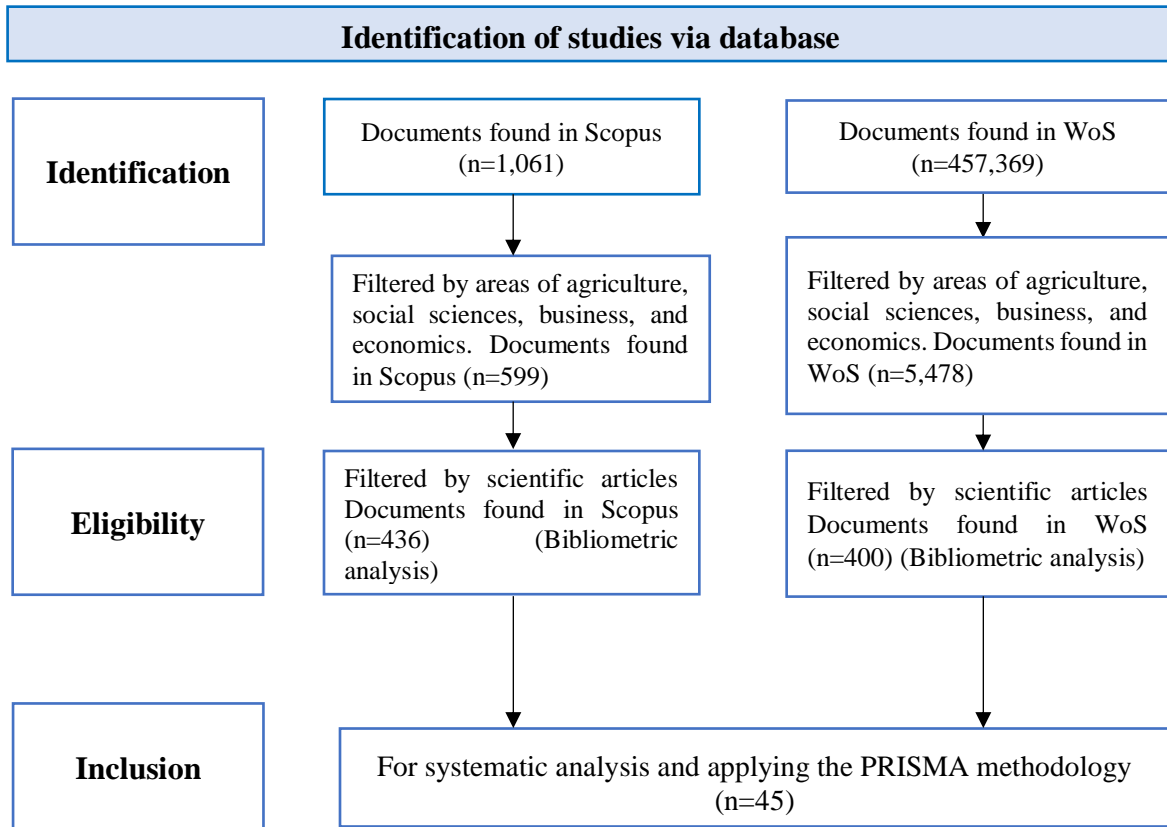 Identification of studies via database
Identification
Documents found in Scopus
(n=1,061)
Documents found in WoS
(n=457,369)
Filtered by areas of agriculture,
social sciences, business, and
economics. Documents found
in Scopus (n=599)
Filtered by areas of agriculture,
social sciences, business, and
economics. Documents found in
WoS (n=5,478)
Eligibility
Filtered by scientific articles
Documents found in Scopus
(n=436) (Bibliometric
analysis)
Filtered by scientific articles
Documents found in WoS
(n=400) (Bibliometric analysis)
Inclusion
For systematic analysis and applying the PRISMA methodology
(n=45)